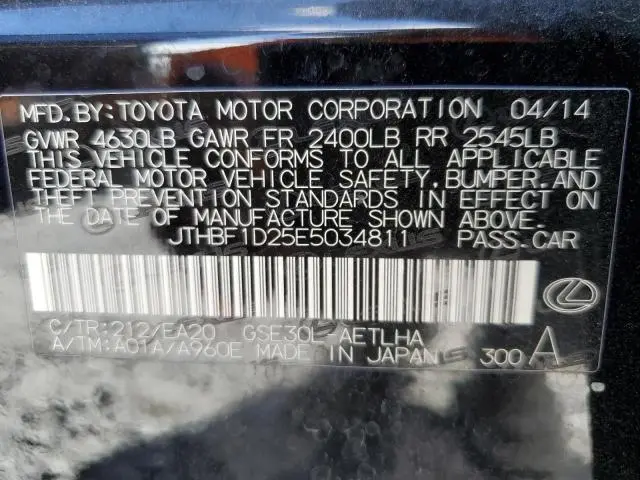 MFD.BY:TOYOTA MOTOR CORPORATION 04/14
GVWR 4630LB GAWR FR 2400LB RR 2545LB
THIS VEHICLE CONFORMS TO ALL APPLICABLE
FEDERAL MOTOR VEHICLE SAFETY,BUMPER,AND
THEFT PREVENTION STANDARDS IN EFFECT ON
THE DATE OF MANUFACTURE SHOWN ABOVE.
JTHBF1D25E5034811 PASS.CAR
C/TR:212/EA20 GSE30L-AETLHA
A/TM:A01A/A960E MADE IN JAPAN 300 A